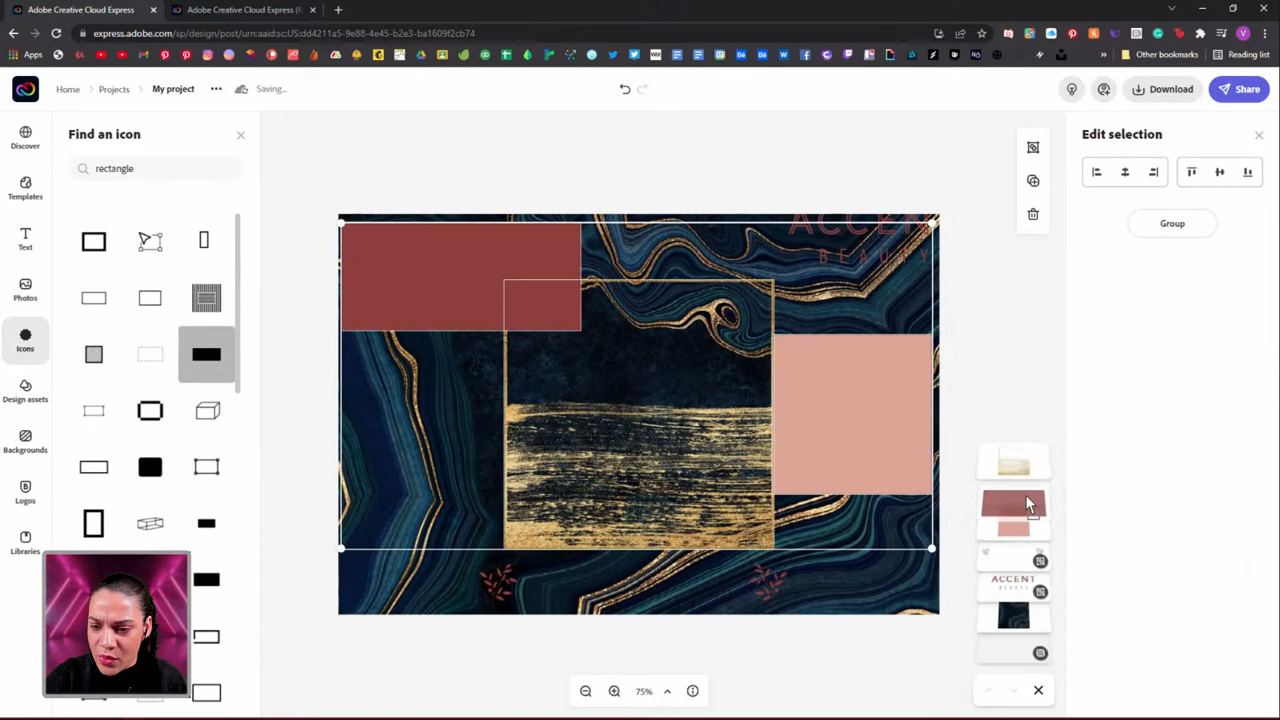 Adobe Creative Cloud Express
Adobe Creative Cloud Express (
express.adobe.com/sp/design/post/urn:aaid:scUS:dd4211a5-9e88-4e45-b2e3-ba1609f2cb74
Apps
Other bookmarks
Reading list
Home
Projects
My project
Saving...
Download
Share
Discover
Templates
Text
Photos
Icons
Design assets
Backgrounds
Logos
Libraries
Find an icon
rectangle
ACCENT
BEAUTY
Edit selection
Group
ACCENT
BEAUTY
75%